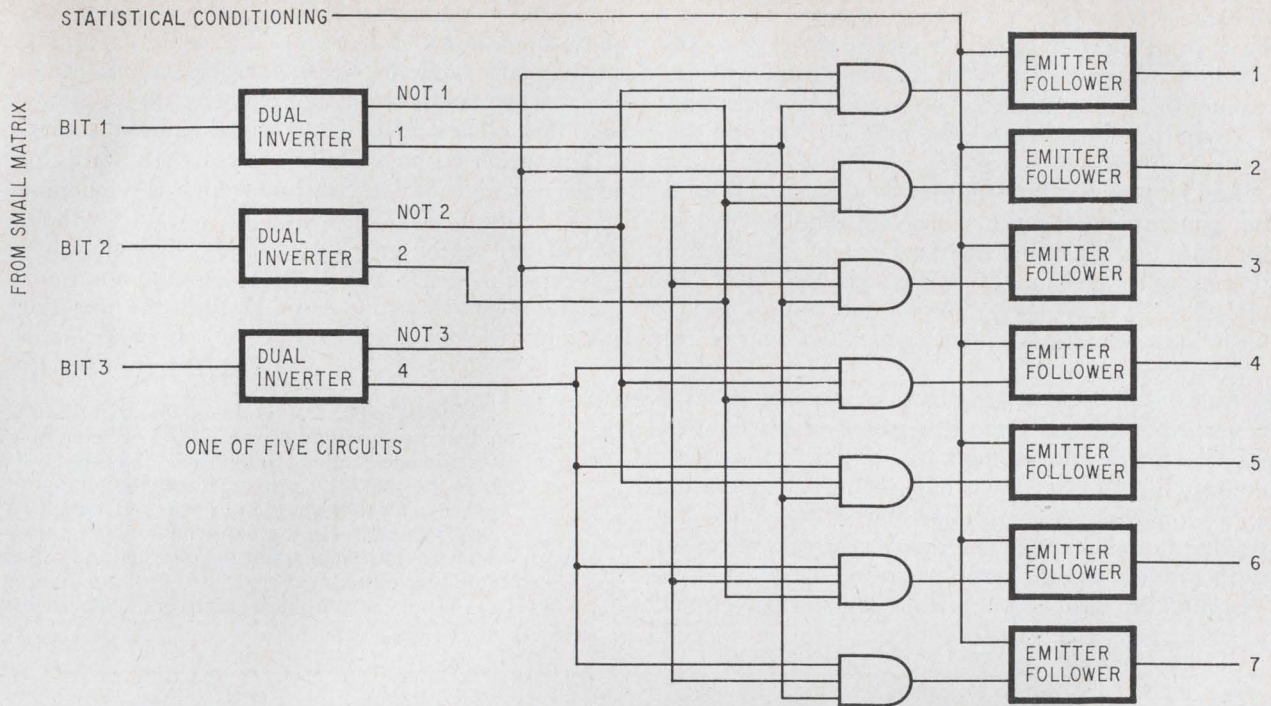 STATISTICAL CONDITIONING
FROM SMALL MATRIX
BIT 1
DUAL
INVERTER
NOT 1
1
BIT 2
DUAL
INVERTER
NOT 2
2
BIT 3
DUAL
INVERTER
NOT 3
4
ONE OF FIVE CIRCUITS
EMITTER
FOLLOWER
1
EMITTER
FOLLOWER
2
EMITTER
FOLLOWER
3
EMITTER
FOLLOWER
4
EMITTER
FOLLOWER
5
EMITTER
FOLLOWER
6
EMITTER
FOLLOWER
7